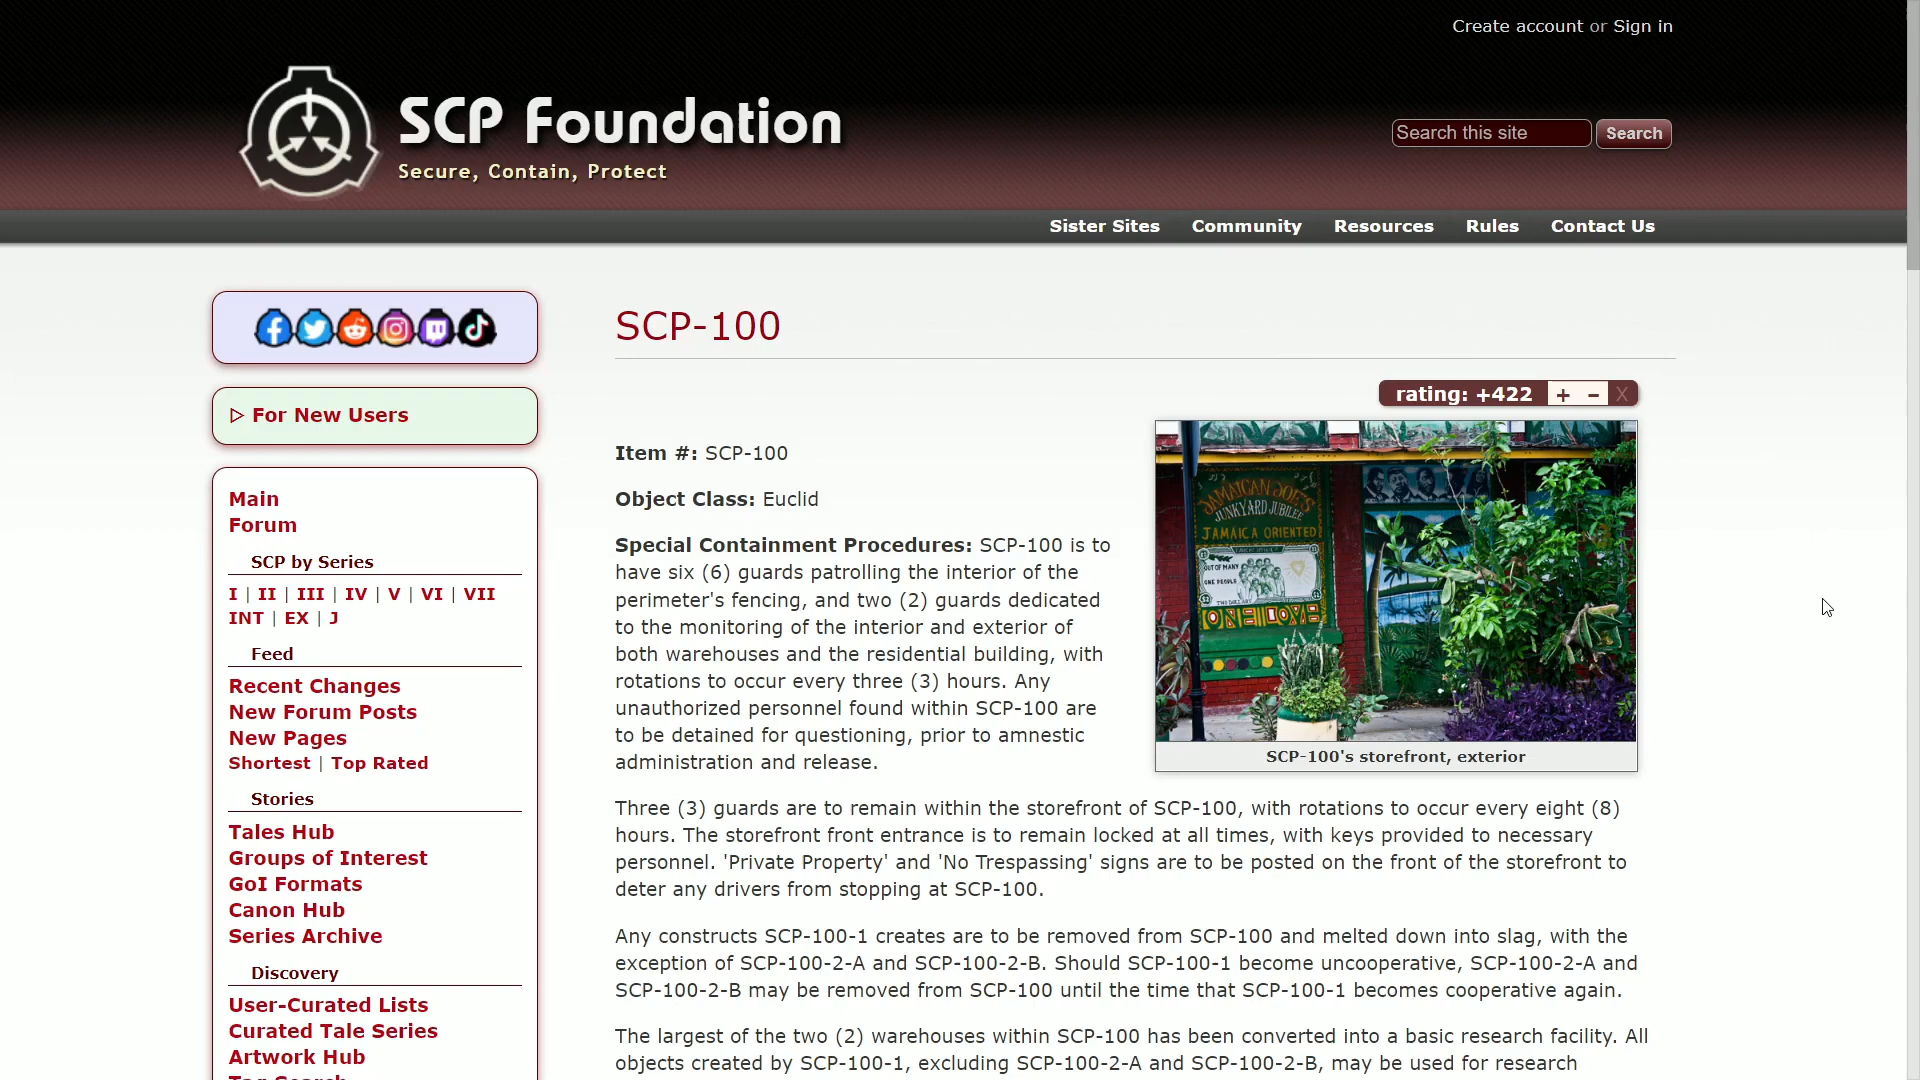 Create account or Sign in
SCP Foundation
Secure, Contain, Protect
Search this site
Search
Sister Sites
Community
Resources
Rules
Contact Us
▷ For New Users
Main
Forum
SCP by Series
I | II | III | IV | V | VI | VII
INT | EX | J
Feed
Recent Changes
New Forum Posts
New Pages
Shortest | Top Rated
Stories
Tales Hub
Groups of Interest
GoI Formats
Canon Hub
Series Archive
Discovery
User-Curated Lists
Curated Tale Series
Artwork Hub
SCP-100
rating: +422
+ – X
JAMAICAN JOE'S
JUNKYARD JUBILEE
JAMAICA ORIENTED
OUT OF MANY
ONE PEOPLE
TWO DOLLARS
ONE LOVE
SCP-100's storefront, exterior
Item #: SCP-100
Object Class: Euclid
Special Containment Procedures: SCP-100 is to
have six (6) guards patrolling the interior of the
perimeter's fencing, and two (2) guards dedicated
to the monitoring of the interior and exterior of
both warehouses and the residential building, with
rotations to occur every three (3) hours. Any
unauthorized personnel found within SCP-100 are
to be detained for questioning, prior to amnestic
administration and release.
Three (3) guards are to remain within the storefront of SCP-100, with rotations to occur every eight (8)
hours. The storefront front entrance is to remain locked at all times, with keys provided to necessary
personnel. 'Private Property' and 'No Trespassing' signs are to be posted on the front of the storefront to
deter any drivers from stopping at SCP-100.
Any constructs SCP-100-1 creates are to be removed from SCP-100 and melted down into slag, with the
exception of SCP-100-2-A and SCP-100-2-B. Should SCP-100-1 become uncooperative, SCP-100-2-A and
SCP-100-2-B may be removed from SCP-100 until the time that SCP-100-1 becomes cooperative again.
The largest of the two (2) warehouses within SCP-100 has been converted into a basic research facility. All
objects created by SCP-100-1, excluding SCP-100-2-A and SCP-100-2-B, may be used for research